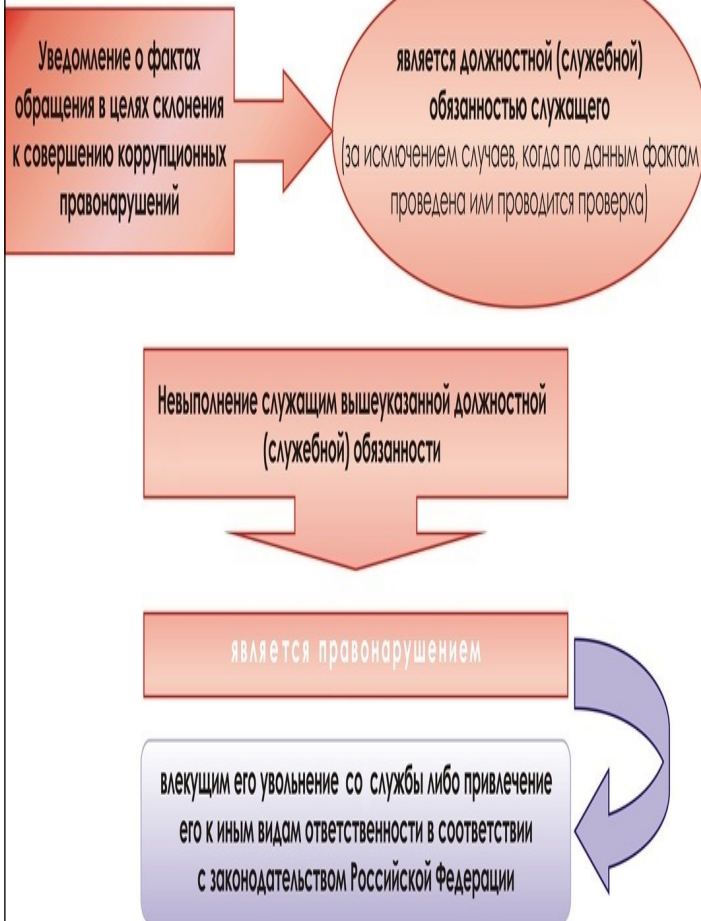 Уведомление о фактах
обращения в целях склонения
к совершению коррупционных
правонарушений
является должностной (служебной)
обязанностью служащего
(за исключением случаев, когда по данным фактам
проведена или проводится проверка)
Невыполнение служащим вышеуказанной должностной
(служебной) обязанности
является правонарушением
влекущим его увольнение со службы либо привлечение
его к иным видам ответственности в соответствии
с законодательством Российской Федерации